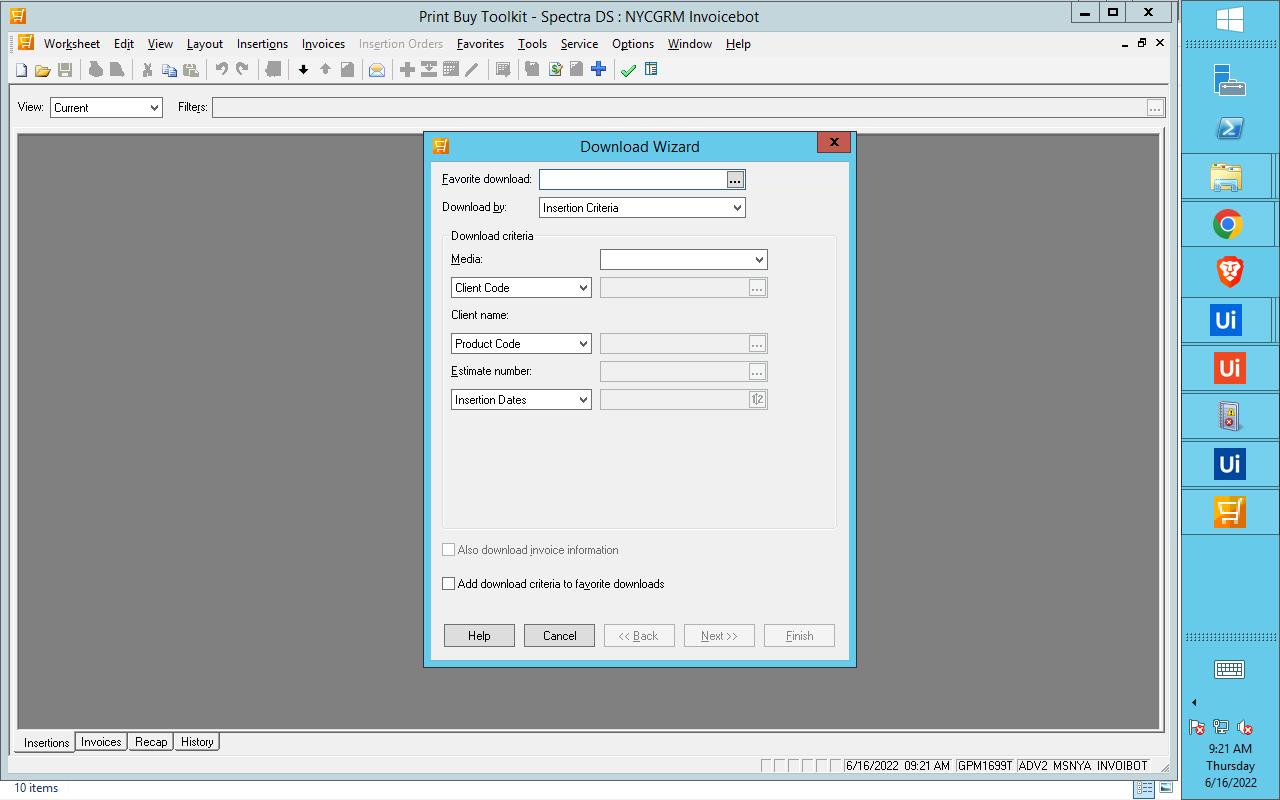 Print Buy Toolkit - Spectra DS : NYCGRM Invoicebot
Worksheet Edit View Layout Insertions Invoices Insertion Orders Favorites Tools Service Options Window Help
View: Current Filters: ...
Download Wizard
Favorite download: ...
Download by: Insertion Criteria
Download criteria
Media:
Client Code ...
Client name:
Product Code ...
Estimate number: ...
Insertion Dates 12
Also download invoice information
Add download criteria to favorite downloads
Help Cancel << Back Next >> Finish
Insertions Invoices Recap History
6/16/2022 09:21 AM GPM1699T ADV2 MSNYA INVOIBOT
10 items
Ui
Ui
Ui
9:21 AM
Thursday
6/16/2022